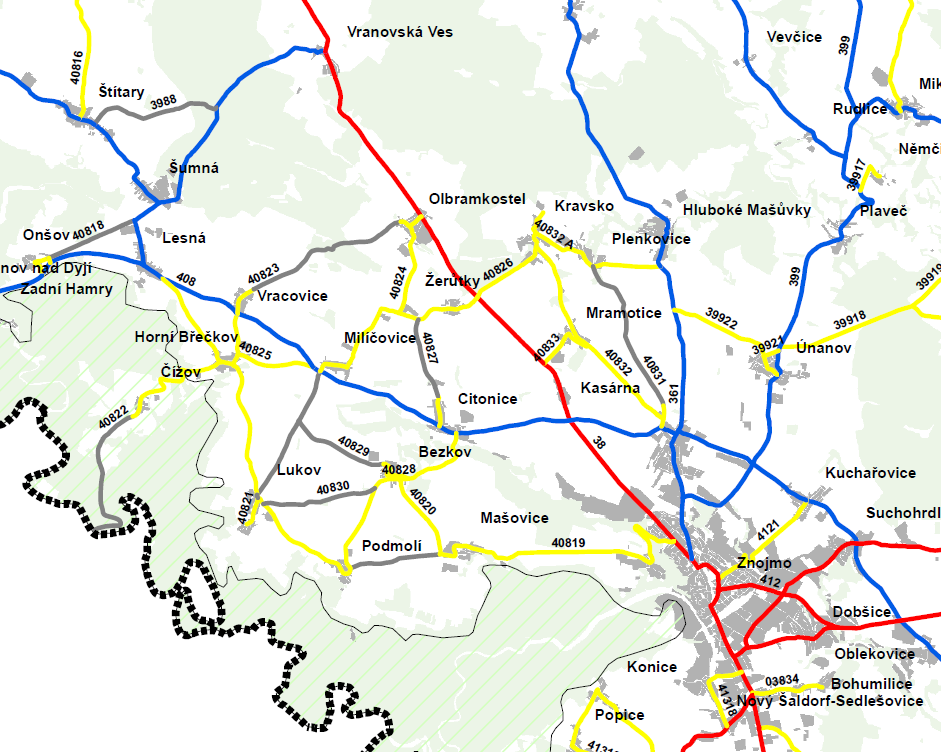 Vranovská Ves
Vevčice
399
40816
Štítary
3988
Mik
Rudlice
Němči
Šumná
39917
Olbramkostel
Kravsko
Hluboké Mašůvky
Plaveč
Onšov
40818
Lesná
40832 A
Plenkovice
nov nad Dyjí
408
40823
40824
Žerůtky
40826
399
39919
Zadní Hamry
Vracovice
Mramotice
39922
39918
Horní Břečkov
40825
Milíčovice
40827
40833
40832
40831
39921
Únanov
Čížov
Kasárna
361
40822
Citonice
38
40829
Bezkov
Lukov
40828
Kuchařovice
40830
40821
40820
Mašovice
4121
Suchohrdl
Podmolí
40819
Znojmo
412
Dobšice
Oblekovice
Konice
03834
Bohumilice
41318
Nový Šaldorf-Sedlešovice
Popice